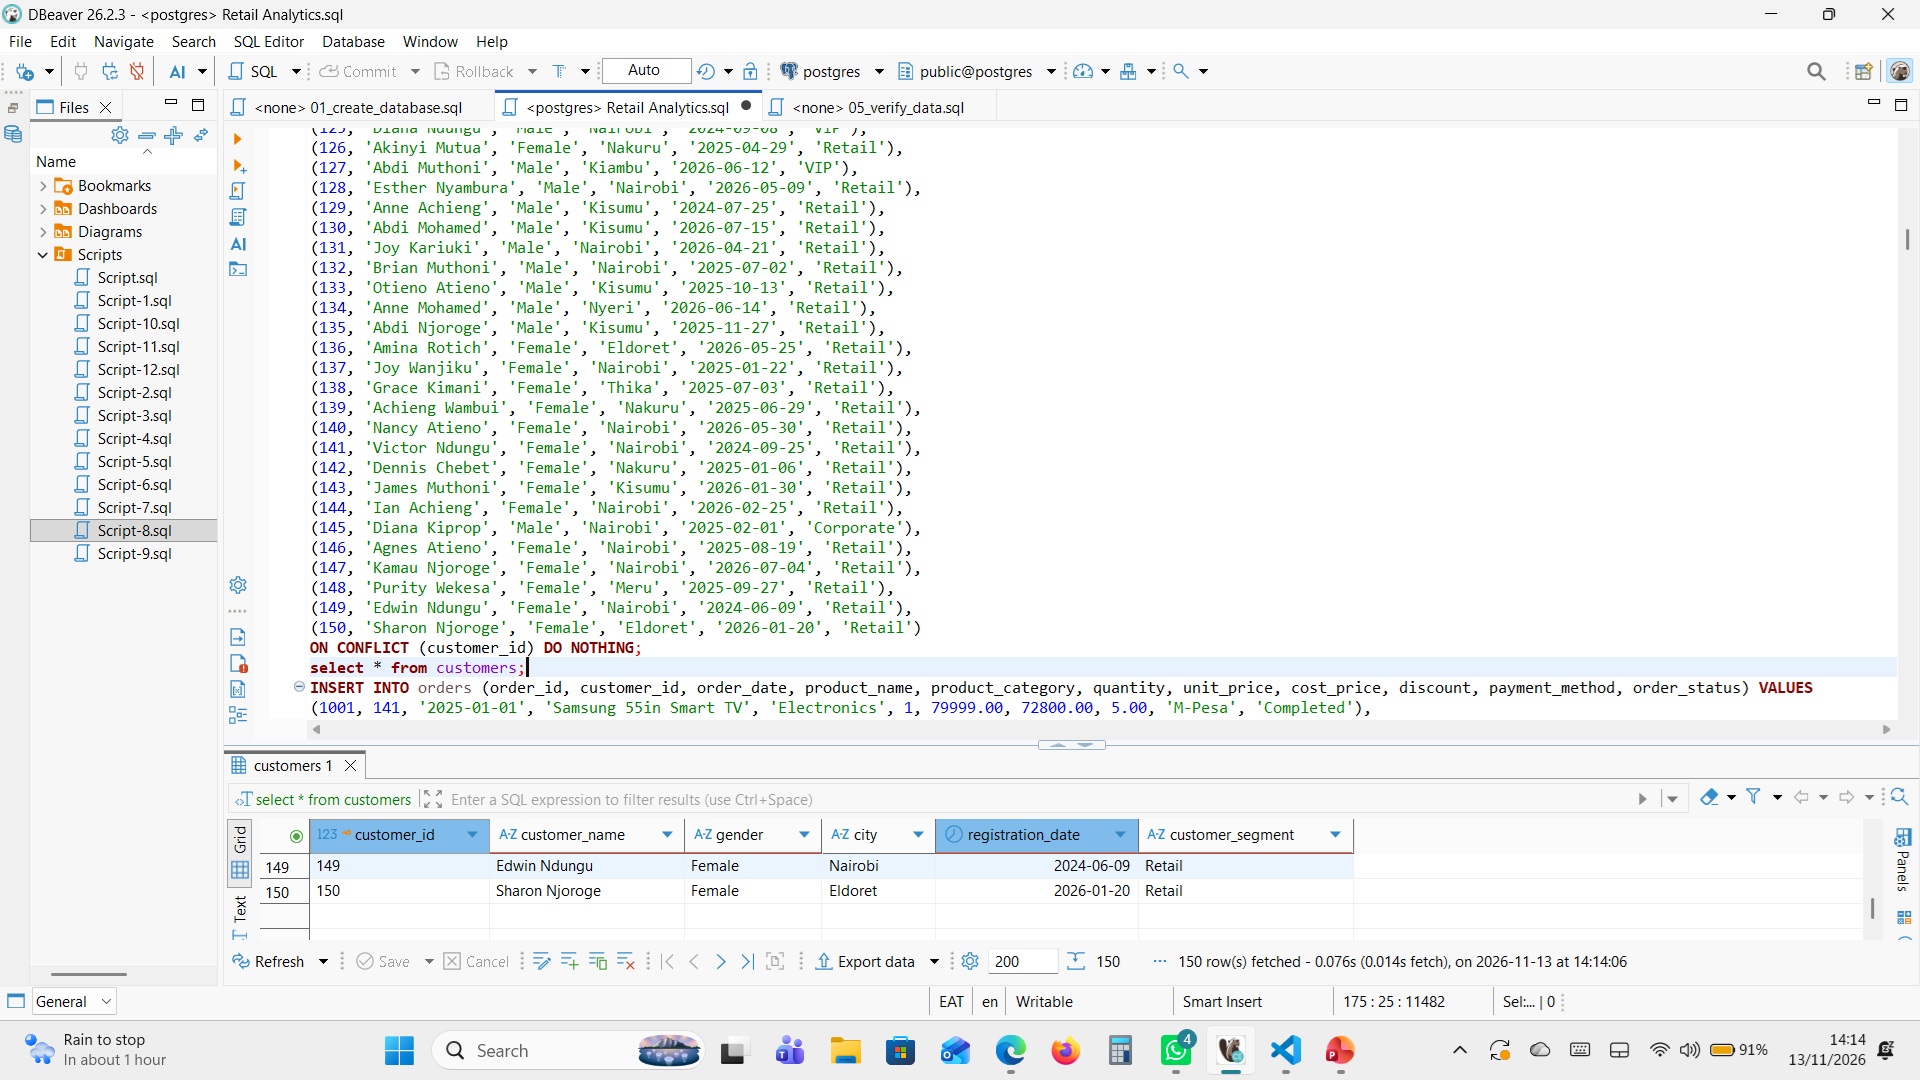 DBeaver 26.2.3 - <postgres> Retail Analytics.sql
File Edit Navigate Search SQL Editor Database Window Help
AI SQL Commit Rollback T Auto postgres public@postgres
Files
<none> 01_create_database.sql <postgres> Retail Analytics.sql <none> 05_verify_data.sql
Name
Bookmarks
Dashboards
Diagrams
Scripts
Script.sql
Script-1.sql
Script-10.sql
Script-11.sql
Script-12.sql
Script-2.sql
Script-3.sql
Script-4.sql
Script-5.sql
Script-6.sql
Script-7.sql
Script-8.sql
Script-9.sql
AI
(125, 'Diana Ndungu', 'Male', 'Nairobi', '2024-09-08', 'VIP'),
(126, 'Akinyi Mutua', 'Female', 'Nakuru', '2025-04-29', 'Retail'),
(127, 'Abdi Muthoni', 'Male', 'Kiambu', '2026-06-12', 'VIP'),
(128, 'Esther Nyambura', 'Male', 'Nairobi', '2026-05-09', 'Retail'),
(129, 'Anne Achieng', 'Male', 'Kisumu', '2024-07-25', 'Retail'),
(130, 'Abdi Mohamed', 'Male', 'Kisumu', '2026-07-15', 'Retail'),
(131, 'Joy Kariuki', 'Male', 'Nairobi', '2026-04-21', 'Retail'),
(132, 'Brian Muthoni', 'Male', 'Nairobi', '2025-07-02', 'Retail'),
(133, 'Otieno Atieno', 'Male', 'Kisumu', '2025-10-13', 'Retail'),
(134, 'Anne Mohamed', 'Male', 'Nyeri', '2026-06-14', 'Retail'),
(135, 'Abdi Njoroge', 'Male', 'Kisumu', '2025-11-27', 'Retail'),
(136, 'Amina Rotich', 'Female', 'Eldoret', '2026-05-25', 'Retail'),
(137, 'Joy Wanjiku', 'Female', 'Nairobi', '2025-01-22', 'Retail'),
(138, 'Grace Kimani', 'Female', 'Thika', '2025-07-03', 'Retail'),
(139, 'Achieng Wambui', 'Female', 'Nakuru', '2025-06-29', 'Retail'),
(140, 'Nancy Atieno', 'Female', 'Nairobi', '2026-05-30', 'Retail'),
(141, 'Victor Ndungu', 'Female', 'Nairobi', '2024-09-25', 'Retail'),
(142, 'Dennis Chebet', 'Female', 'Nakuru', '2025-01-06', 'Retail'),
(143, 'James Muthoni', 'Female', 'Kisumu', '2026-01-30', 'Retail'),
(144, 'Ian Achieng', 'Female', 'Nairobi', '2026-02-25', 'Retail'),
(145, 'Diana Kiprop', 'Male', 'Nairobi', '2025-02-01', 'Corporate'),
(146, 'Agnes Atieno', 'Female', 'Nairobi', '2025-08-19', 'Retail'),
(147, 'Kamau Njoroge', 'Female', 'Nairobi', '2026-07-04', 'Retail'),
(148, 'Purity Wekesa', 'Female', 'Meru', '2025-09-27', 'Retail'),
(149, 'Edwin Ndungu', 'Female', 'Nairobi', '2024-06-09', 'Retail'),
(150, 'Sharon Njoroge', 'Female', 'Eldoret', '2026-01-20', 'Retail')
ON CONFLICT (customer_id) DO NOTHING;
select * from customers;
INSERT INTO orders (order_id, customer_id, order_date, product_name, product_category, quantity, unit_price, cost_price, discount, payment_method, order_status) VALUES
(1001, 141, '2025-01-01', 'Samsung 55in Smart TV', 'Electronics', 1, 79999.00, 72800.00, 5.00, 'M-Pesa', 'Completed'),
customers 1
select * from customers Enter a SQL expression to filter results (use Ctrl+Space)
Grid
Text
Panels
123 customer_id A-Z customer_name A-Z gender A-Z city registration_date A-Z customer_segment
149 149 Edwin Ndungu Female Nairobi 2024-06-09 Retail
150 150 Sharon Njoroge Female Eldoret 2026-01-20 Retail
Refresh Save Cancel Export data 200 150 ... 150 row(s) fetched - 0.076s (0.014s fetch), on 2026-11-13 at 14:14:06
General EAT en Writable Smart Insert 175 : 25 : 11482 Sel:... | 0
Rain to stop
In about 1 hour
Search
4
91%
14:14
13/11/2026